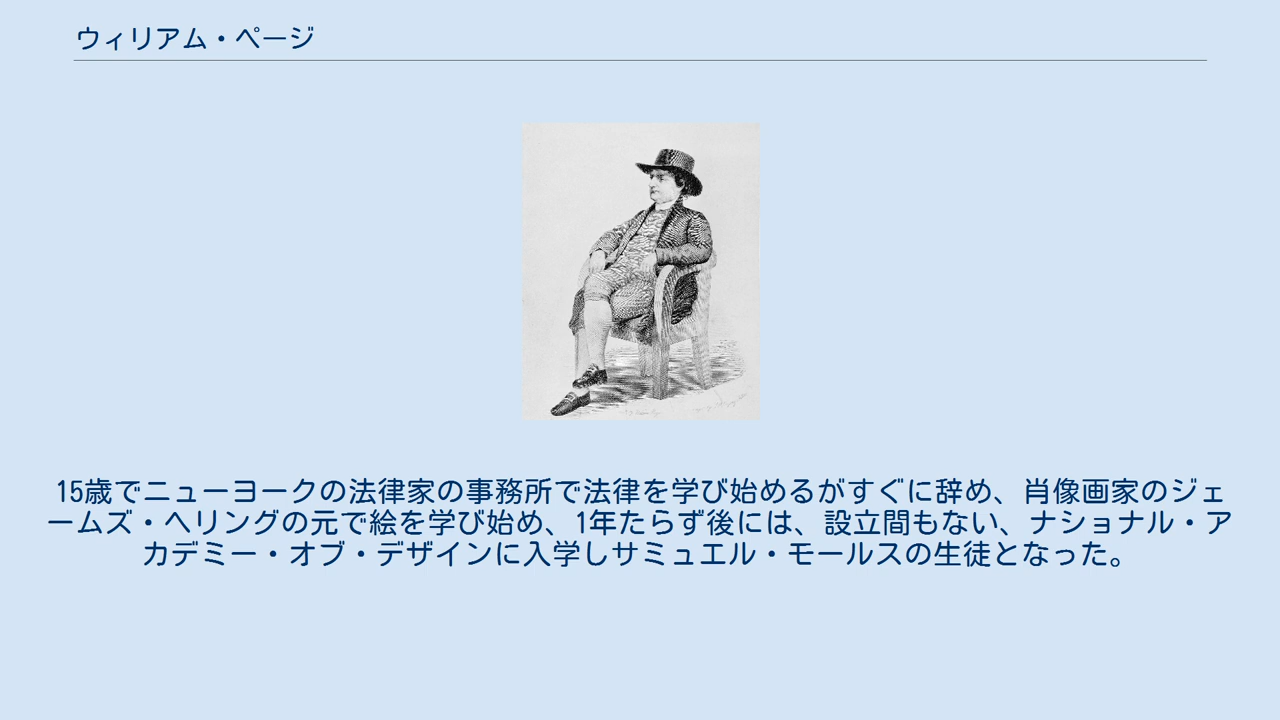 ウィリアム・ページ
15歳でニューヨークの法律家の事務所で法律を学び始めるがすぐに辞め、肖像画家のジェ
ームズ・ヘリングの元で絵を学び始め、1年たらず後には、設立間もない、ナショナル・ア
カデミー・オブ・デザインに入学しサミュエル・モールスの生徒となった。